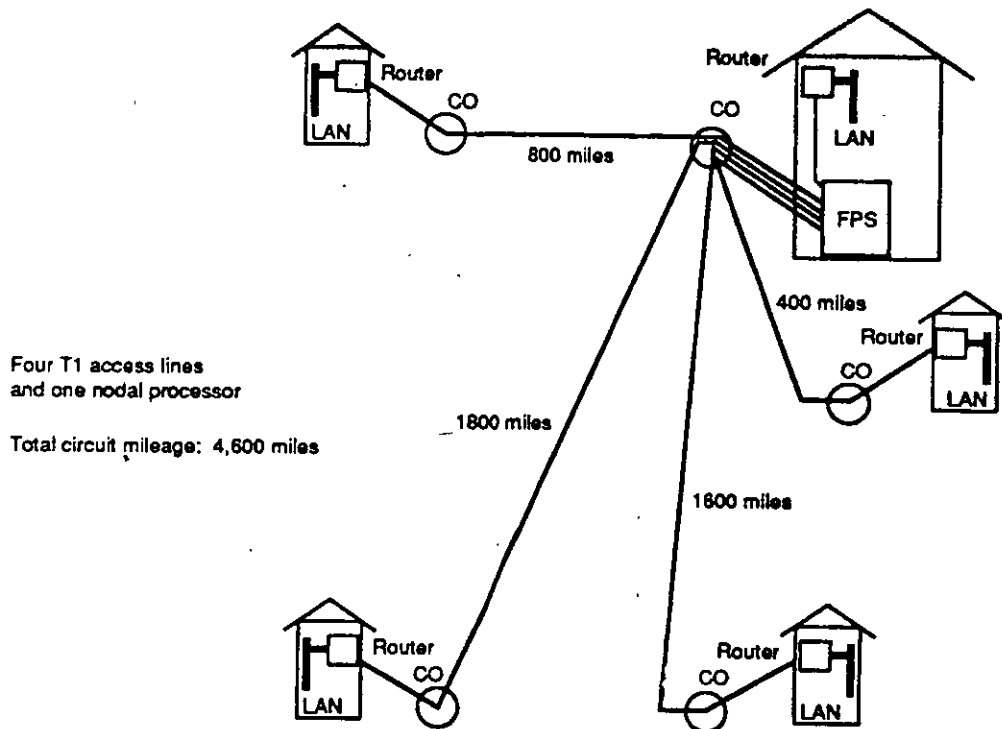 Router
Router
CO
CO
LAN
LAN
800 miles
FPS
400 miles
Router
Four T1 access lines
and one nodal processor
CO
LAN
1800 miles
Total circuit mileage: 4,600 miles
1600 miles
Router
Router
CO
CO
LAN
LAN